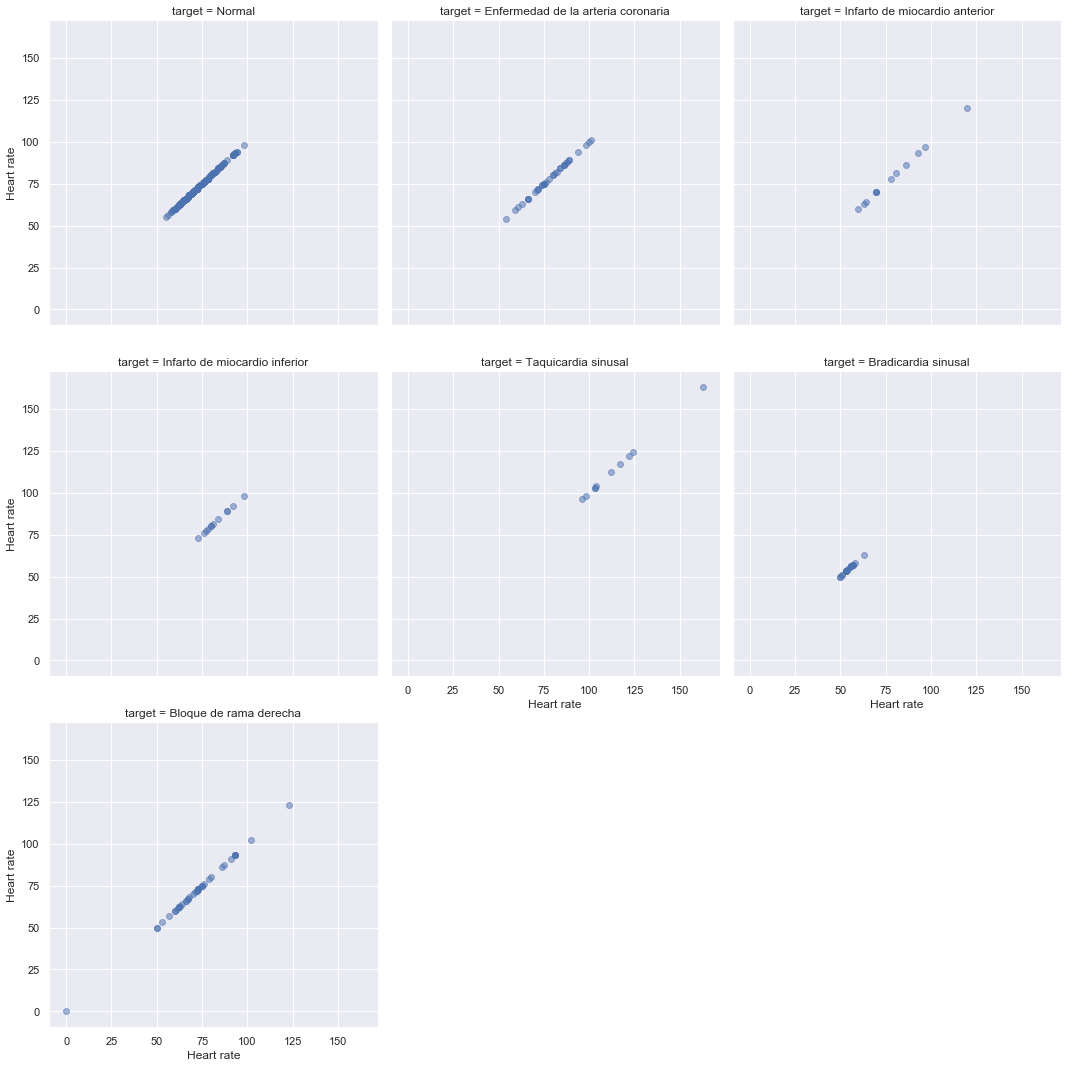 target = Normal
target = Enfermedad de la arteria coronaria
target = Infarto de miocardio anterior
150
125
100
75
50
25
0
Heart rate
target = Infarto de miocardio inferior
target = Taquicardia sinusal
target = Bradicardia sinusal
150
125
100
75
50
25
0
Heart rate
0 25 50 75 100 125 150
Heart rate
0 25 50 75 100 125 150
Heart rate
target = Bloque de rama derecha
150
125
100
75
50
25
0
Heart rate
0 25 50 75 100 125 150
Heart rate